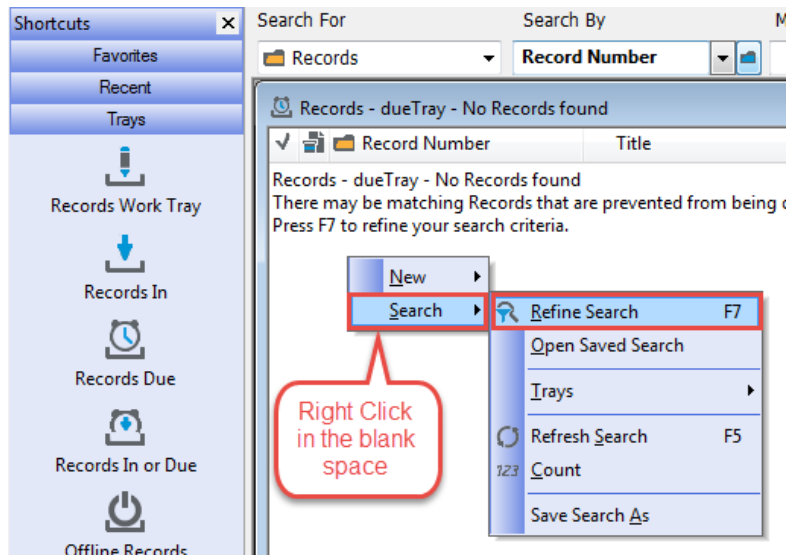 Shortcuts
Favorites
Recent
Trays
Records Work Tray
Records In
Records Due
Records In or Due
Offline Records
Search For
Search By
M
Records
Record Number
Records - dueTray - No Records found
Record Number
Title
Records - dueTray - No Records found
There may be matching Records that are prevented from being
Press F7 to refine your search criteria.
New
Search
Refine Search F7
Open Saved Search
Trays
Refresh Search F5
123 Count
Save Search As
Right Click
in the blank
space